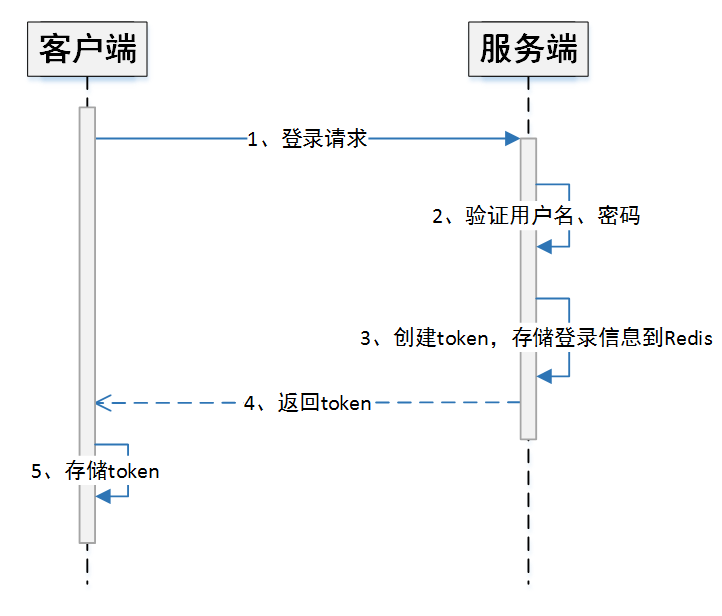 客户端
服务端
1、登录请求
2、验证用户名、密码
3、创建token，存储登录信息到Redis
4、返回token
5、存储token